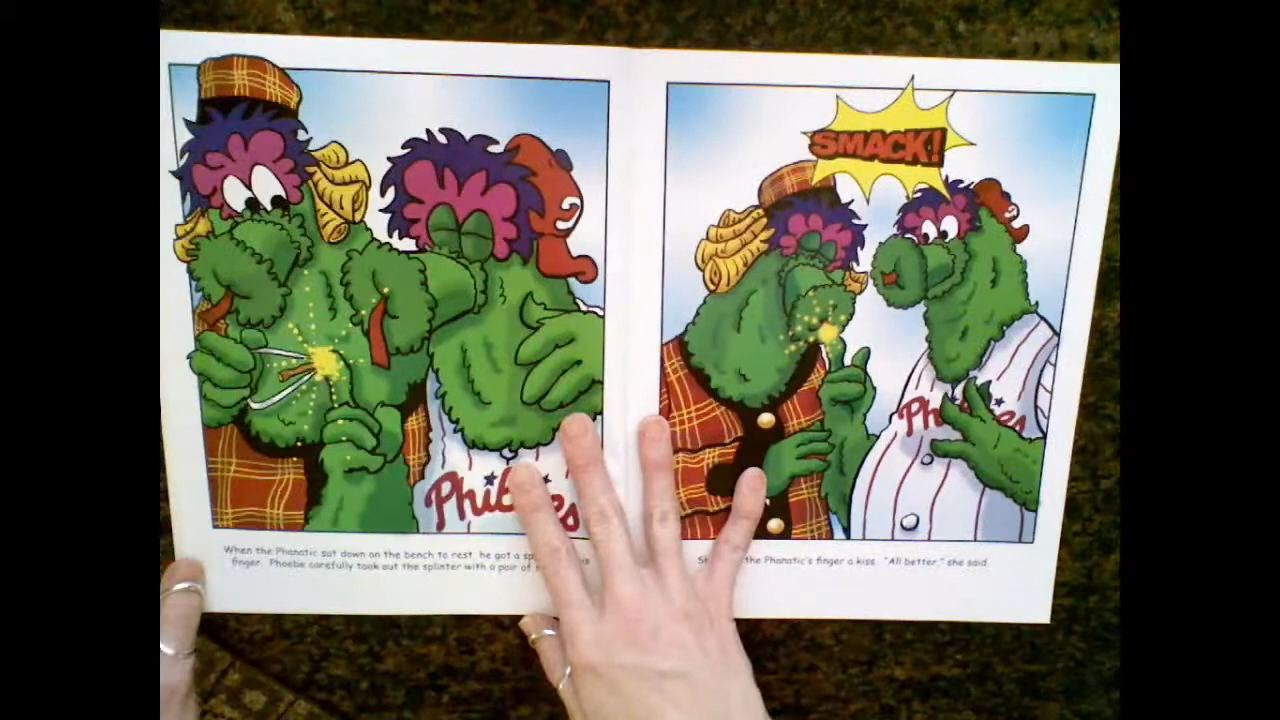 SMACK!
Phillies
Phillies
When the Phanatic sat down on the bench to rest, he got a
finger. Phoebe carefully took out the splinter with a pair of
the Phanatic's finger a kiss. "All better," she said.